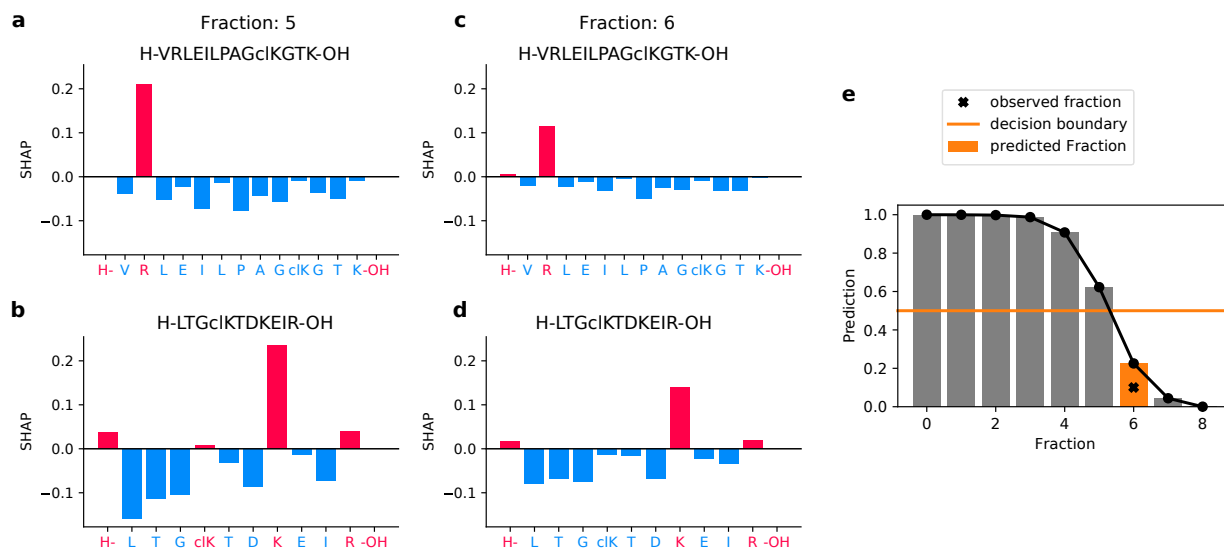 a
Fraction: 5
H-VRLEILPAGclKGTK-OH
SHAP
0.2
0.1
0.0
−0.1
H- V R L E I L P A G clK G T K -OH
b
H-LTGclKTDKEIR-OH
SHAP
0.2
0.1
0.0
−0.1
H- L T G clK T D K E I R -OH
c
Fraction: 6
H-VRLEILPAGclKGTK-OH
SHAP
0.2
0.1
0.0
−0.1
H- V R L E I L P A G clK G T K -OH
d
H-LTGclKTDKEIR-OH
SHAP
0.2
0.1
0.0
−0.1
H- L T G clK T D K E I R -OH
e
observed fraction
decision boundary
predicted Fraction
Prediction
1.0
0.8
0.6
0.4
0.2
0.0
0 2 4 6 8
Fraction